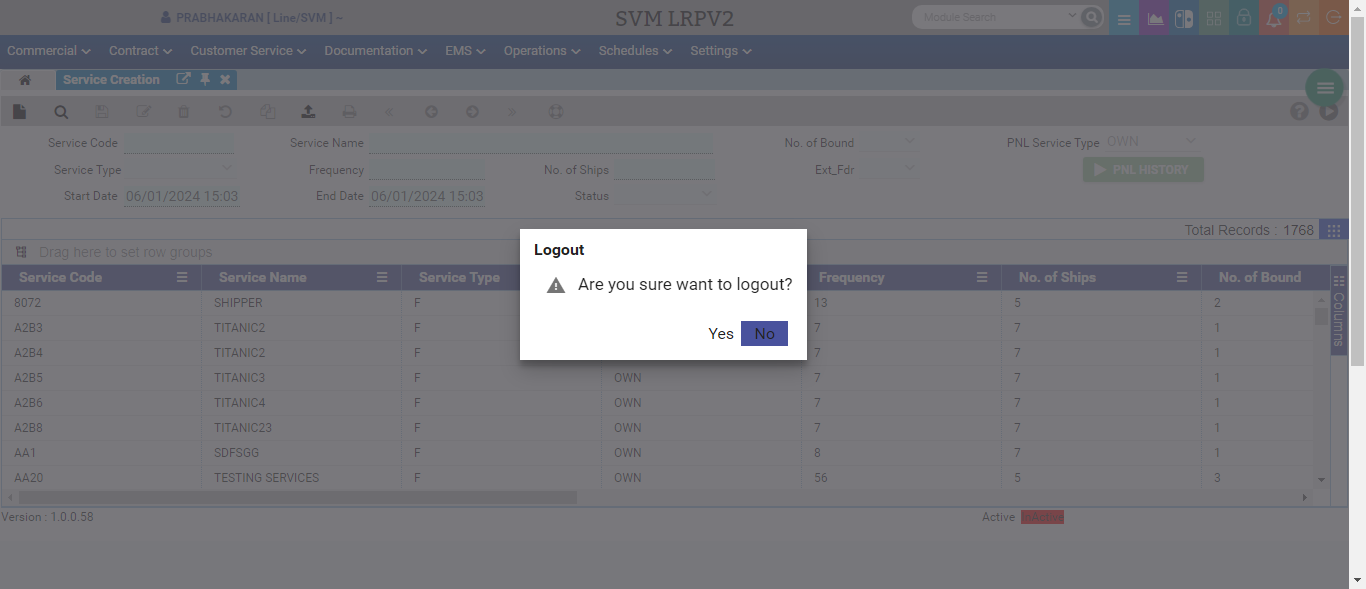 PRABHAKARAN [ Line/SVM ] ~
SVM LRPV2
Module Search
0
Commercial Contract Customer Service Documentation EMS Operations Schedules Settings
Service Creation
Service Code Service Name No. of Bound PNL Service Type OWN
Service Type Frequency No. of Ships Ext_Fdr PNL HISTORY
Start Date 06/01/2024 15:03 End Date 06/01/2024 15:03 Status
Total Records : 1768
Drag here to set row groups
Service Code Service Name Service Type Frequency No. of Ships No. of Bound
Columns
8072 SHIPPER F 13 5 2
A2B3 TITANIC2 F 7 7 1
A2B4 TITANIC2 F 7 7 1
A2B5 TITANIC3 F OWN 7 7 1
A2B6 TITANIC4 F OWN 7 7 1
A2B8 TITANIC23 F OWN 7 7 1
AA1 SDFSGG F OWN 8 7 1
AA20 TESTING SERVICES F OWN 56 5 3
Logout
Are you sure want to logout?
Yes No
Version : 1.0.0.58
Active InActive